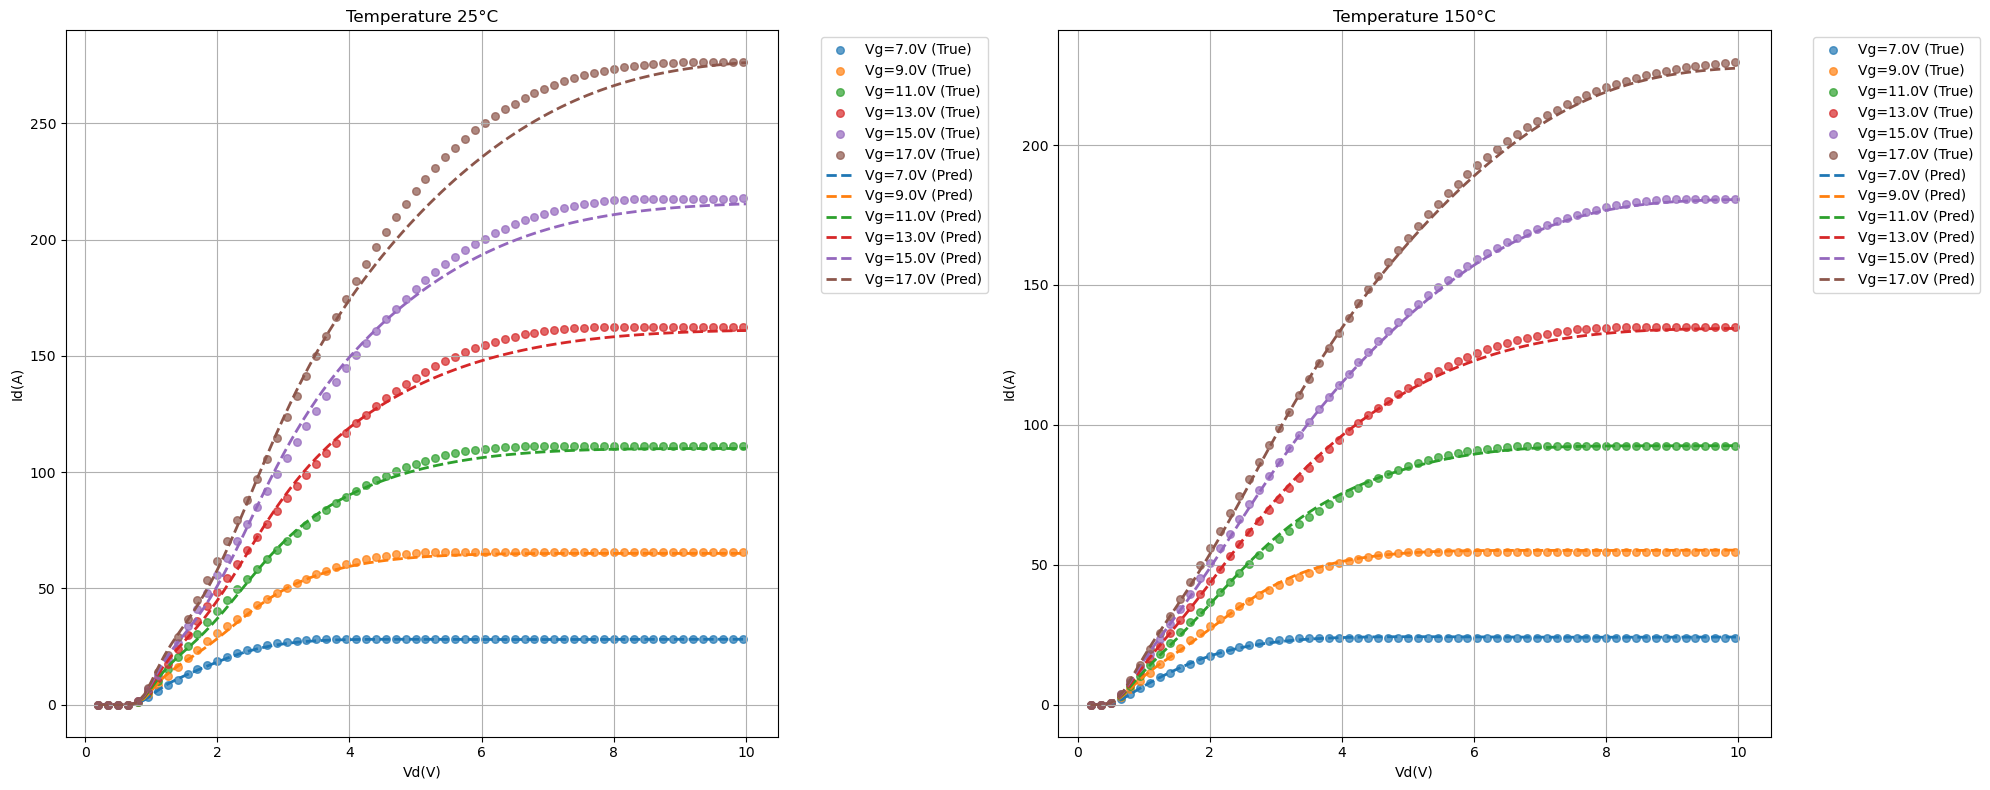 Temperature 25°C
Id(A)
250
200
150
100
50
0
0 2 4 6 8 10
Vd(V)
Vg=7.0V (True)
Vg=9.0V (True)
Vg=11.0V (True)
Vg=13.0V (True)
Vg=15.0V (True)
Vg=17.0V (True)
Vg=7.0V (Pred)
Vg=9.0V (Pred)
Vg=11.0V (Pred)
Vg=13.0V (Pred)
Vg=15.0V (Pred)
Vg=17.0V (Pred)
Temperature 150°C
Id(A)
200
150
100
50
0
0 2 4 6 8 10
Vd(V)
Vg=7.0V (True)
Vg=9.0V (True)
Vg=11.0V (True)
Vg=13.0V (True)
Vg=15.0V (True)
Vg=17.0V (True)
Vg=7.0V (Pred)
Vg=9.0V (Pred)
Vg=11.0V (Pred)
Vg=13.0V (Pred)
Vg=15.0V (Pred)
Vg=17.0V (Pred)